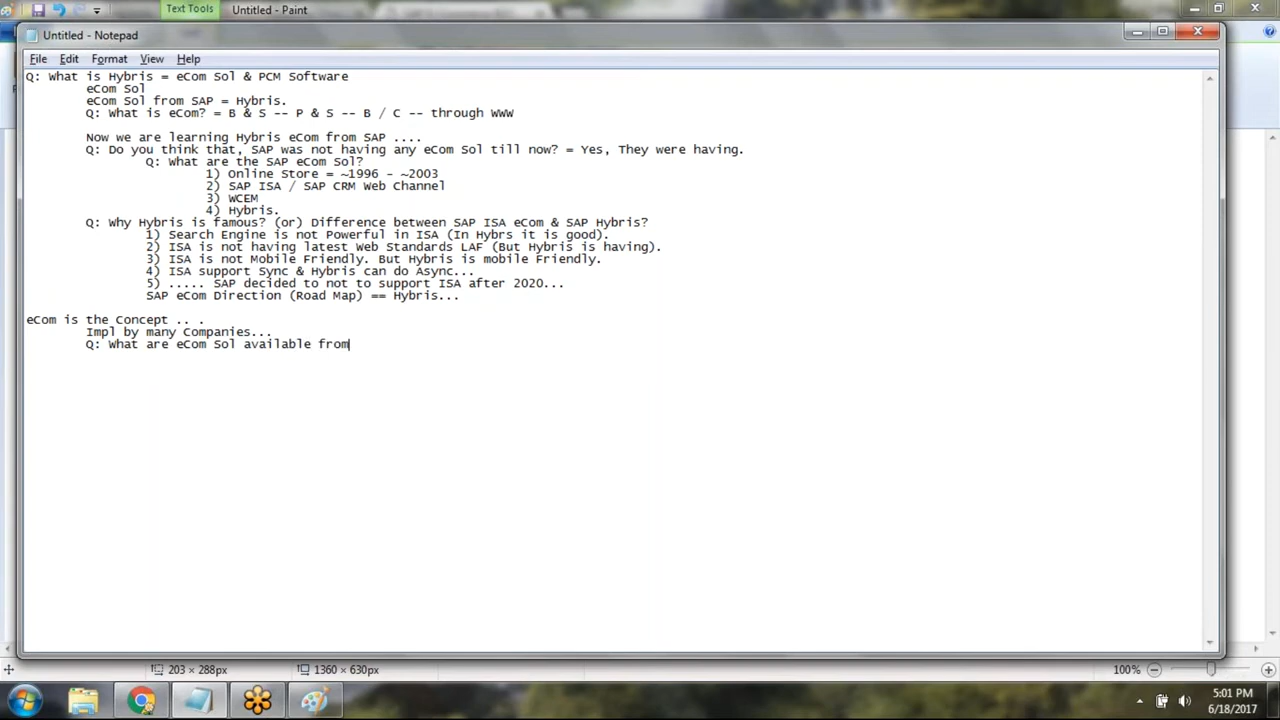 Text Tools
Untitled - Paint
Untitled - Notepad
File Edit Format View Help
Q: What is Hybris = eCom Sol & PCM Software
eCom Sol
eCom Sol from SAP = Hybris.
Q: What is eCom? = B & S -- P & S -- B / C -- through WWW
Now we are learning Hybris eCom from SAP ....
Q: Do you think that, SAP was not having any eCom Sol till now? = Yes, They were having.
Q: What are the SAP eCom Sol?
1) Online Store = ~1996 - ~2003
2) SAP ISA / SAP CRM Web Channel
3) WCEM
4) Hybris.
Q: Why Hybris is famous? (or) Difference between SAP ISA eCom & SAP Hybris?
1) Search Engine is not Powerful in ISA (In Hybrs it is good).
2) ISA is not having latest Web Standards LAF (But Hybris is having).
3) ISA is not Mobile Friendly. But Hybris is mobile Friendly.
4) ISA support Sync & Hybris can do Async...
5) ..... SAP decided to not to support ISA after 2020...
SAP eCom Direction (Road Map) == Hybris...
eCom is the Concept .. .
Impl by many Companies...
Q: What are eCom Sol available from
203 × 288px
1360 × 630px
100%
5:01 PM
6/18/2017